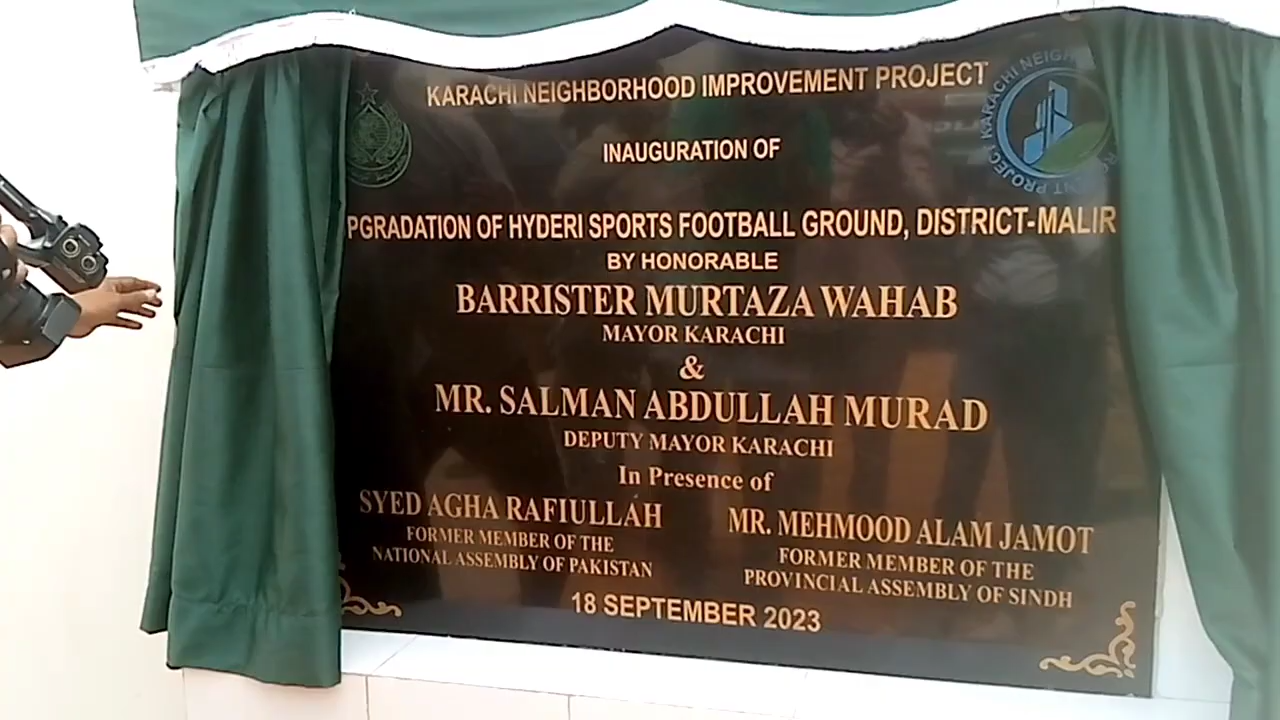 KARACHI NEIGHBORHOOD IMPROVEMENT PROJECT
KARACHI NEIGH
PROJECT
INAUGURATION OF
PGRADATION OF HYDERI SPORTS FOOTBALL GROUND, DISTRICT-MALIR
BY HONORABLE
BARRISTER MURTAZA WAHAB
MAYOR KARACHI
&
MR. SALMAN ABDULLAH MURAD
DEPUTY MAYOR KARACHI
In Presence of
SYED AGHA RAFIULLAH
FORMER MEMBER OF THE
NATIONAL ASSEMBLY OF PAKISTAN
MR. MEHMOOD ALAM JAMOT
FORMER MEMBER OF THE
PROVINCIAL ASSEMBLY OF SINDH
18 SEPTEMBER 2023